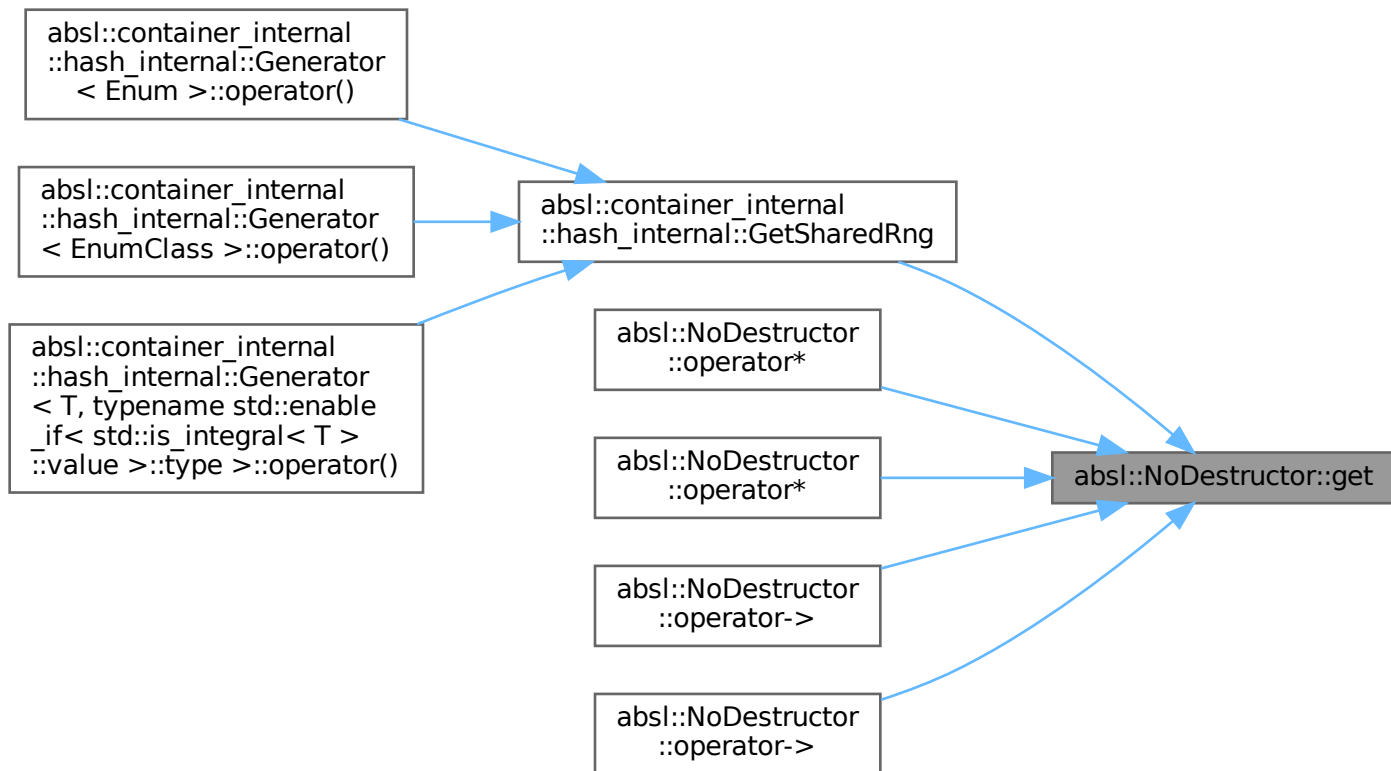 absl::container_internal
::hash_internal::Generator
< Enum >::operator()
absl::container_internal
::hash_internal::Generator
< EnumClass >::operator()
absl::container_internal
::hash_internal::Generator
< T, typename std::enable
_if< std::is_integral< T >
::value >::type >::operator()
absl::container_internal
::hash_internal::GetSharedRng
absl::NoDestructor
::operator*
absl::NoDestructor
::operator*
absl::NoDestructor
::operator->
absl::NoDestructor
::operator->
absl::NoDestructor::get